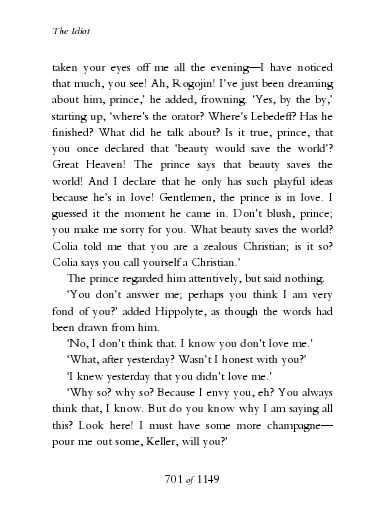 The Idiot
taken your eyes off me all the evening—I have noticed
that much, you see! Ah, Rogojin! I've just been dreaming
about him, prince,' he added, frowning. 'Yes, by the by,'
starting up, 'where's the orator? Where's Lebedeff? Has he
finished? What did he talk about? Is it true, prince, that
you once declared that 'beauty would save the world'?
Great Heaven! The prince says that beauty saves the
world! And I declare that he only has such playful ideas
because he's in love! Gentlemen, the prince is in love. I
guessed it the moment he came in. Don't blush, prince;
you make me sorry for you. What beauty saves the world?
Colia told me that you are a zealous Christian; is it so?
Colia says you call yourself a Christian.'
The prince regarded him attentively, but said nothing.
'You don't answer me; perhaps you think I am very
fond of you?' added Hippolyte, as though the words had
been drawn from him.
'No, I don't think that. I know you don't love me.'
'What, after yesterday? Wasn't I honest with you?'
'I knew yesterday that you didn't love me.'
'Why so? why so? Because I envy you, eh? You always
think that, I know. But do you know why I am saying all
this? Look here! I must have some more champagne—
pour me out some, Keller, will you?'
701 of 1149